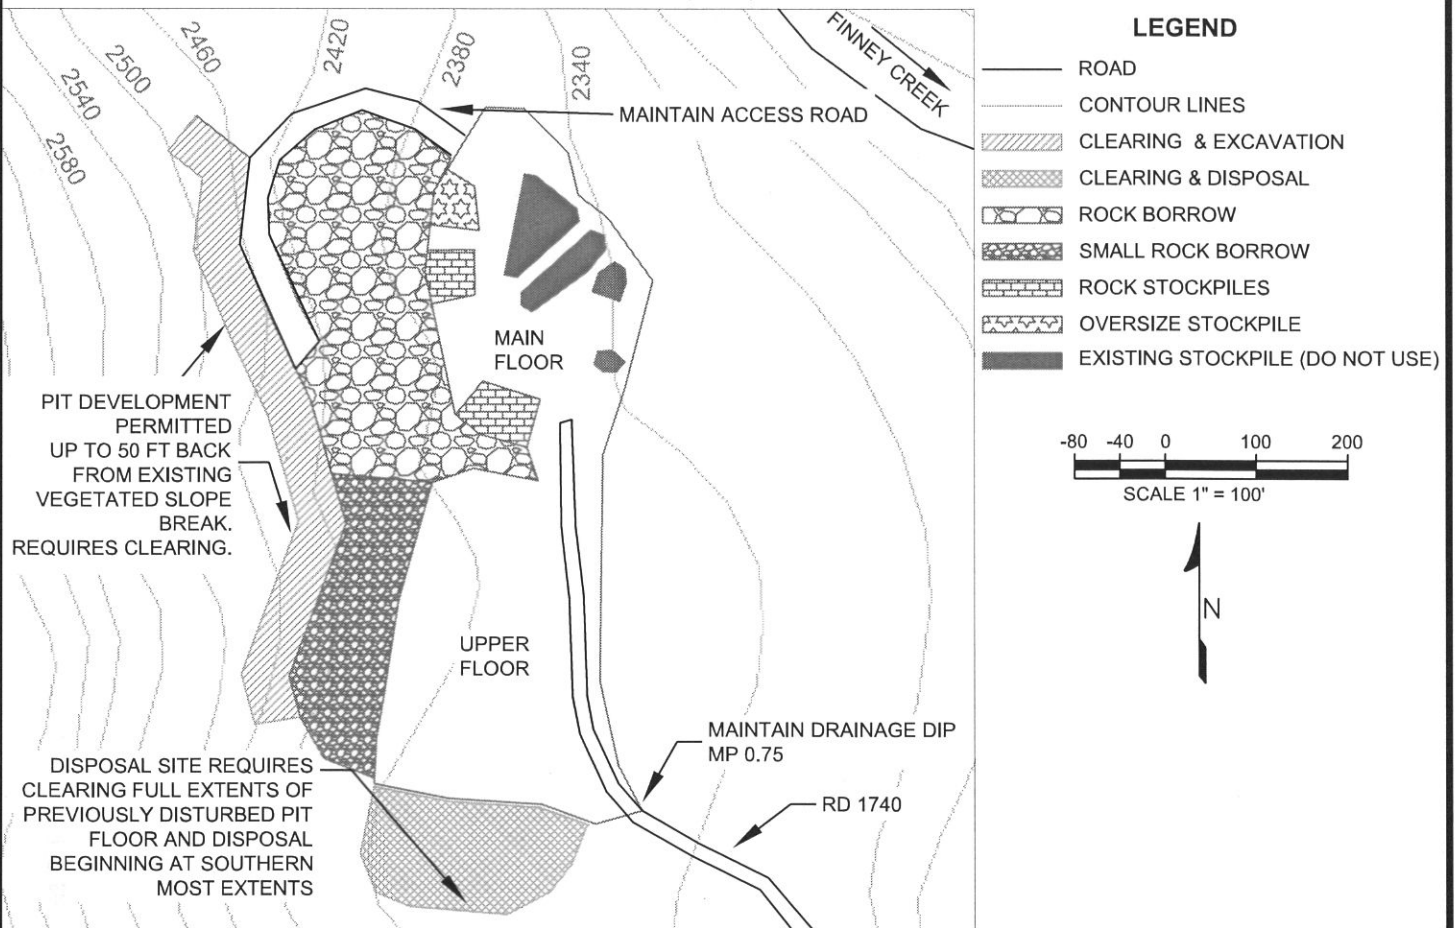 2460
2500
2540
2580
2420
2380
2340
FINNEY CREEK
MAINTAIN ACCESS ROAD
MAIN
FLOOR
PIT DEVELOPMENT
PERMITTED
UP TO 50 FT BACK
FROM EXISTING
VEGETATED SLOPE
BREAK.
REQUIRES CLEARING.
UPPER
FLOOR
MAINTAIN DRAINAGE DIP
MP 0.75
RD 1740
DISPOSAL SITE REQUIRES
CLEARING FULL EXTENTS OF
PREVIOUSLY DISTURBED PIT
FLOOR AND DISPOSAL
BEGINNING AT SOUTHERN
MOST EXTENTS
LEGEND
ROAD
CONTOUR LINES
CLEARING & EXCAVATION
CLEARING & DISPOSAL
ROCK BORROW
SMALL ROCK BORROW
ROCK STOCKPILES
OVERSIZE STOCKPILE
EXISTING STOCKPILE (DO NOT USE)
-80 -40 0 100 200
SCALE 1" = 100'
N